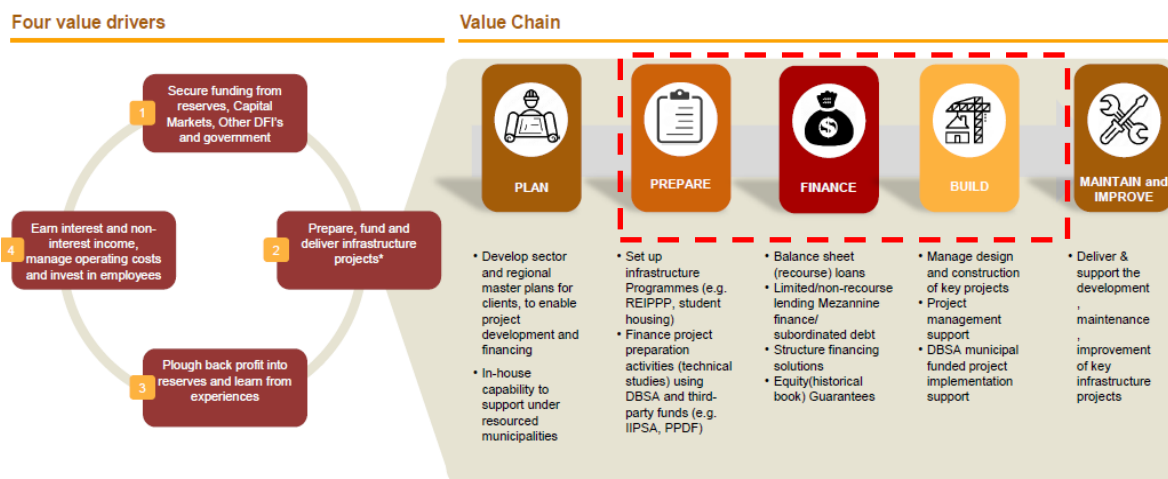 Four value drivers
1
Secure funding from
reserves, Capital
Markets, Other DFI's
and government
2
Prepare, fund and
deliver infrastructure
projects*
3
Plough back profit into
reserves and learn from
experiences
4
Earn interest and non-
interest income,
manage operating costs
and invest in employees
Value Chain
PLAN
• Develop sector
and regional
master plans for
clients, to enable
project
development and
financing
• In-house
capability to
support under
resourced
municipalities
PREPARE
• Set up
infrastructure
Programmes (e.g.
REIPPP, student
housing)
• Finance project
preparation
activities (technical
studies) using
DBSA and third-
party funds (e.g.
IIPSA, PPDF)
$
FINANCE
• Balance sheet
(recourse) loans
• Limited/non-recourse
lending Mezannine
finance/
subordinated debt
• Structure financing
solutions
• Equity(historical
book) Guarantees
BUILD
• Manage design
and construction
of key projects
• Project
management
support
• DBSA municipal
funded project
implementation
support
MAINTAIN and
IMPROVE
• Deliver &
support the
development
,
maintenance
,
improvement
of key
infrastructure
projects